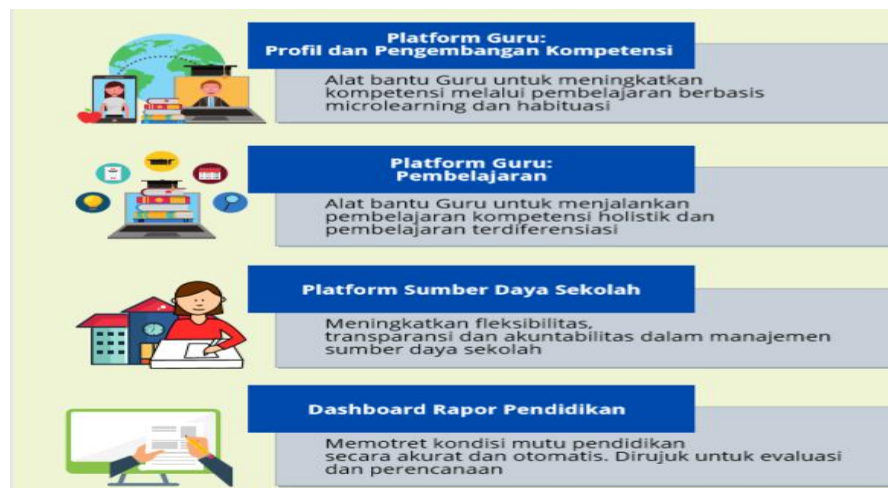 Platform Guru:
Profil dan Pengembangan Kompetensi
Alat bantu Guru untuk meningkatkan
kompetensi melalui pembelajaran berbasis
microlearning dan habituasi
Platform Guru:
Pembelajaran
Alat bantu Guru untuk menjalankan
pembelajaran kompetensi holistik dan
pembelajaran terdiferensiasi
Platform Sumber Daya Sekolah
Meningkatkan fleksibilitas,
transparansi dan akuntabilitas dalam manajemen
sumber daya sekolah
Dashboard Rapor Pendidikan
Memotret kondisi mutu pendidikan
secara akurat dan otomatis. Dirujuk untuk evaluasi
dan perencanaan